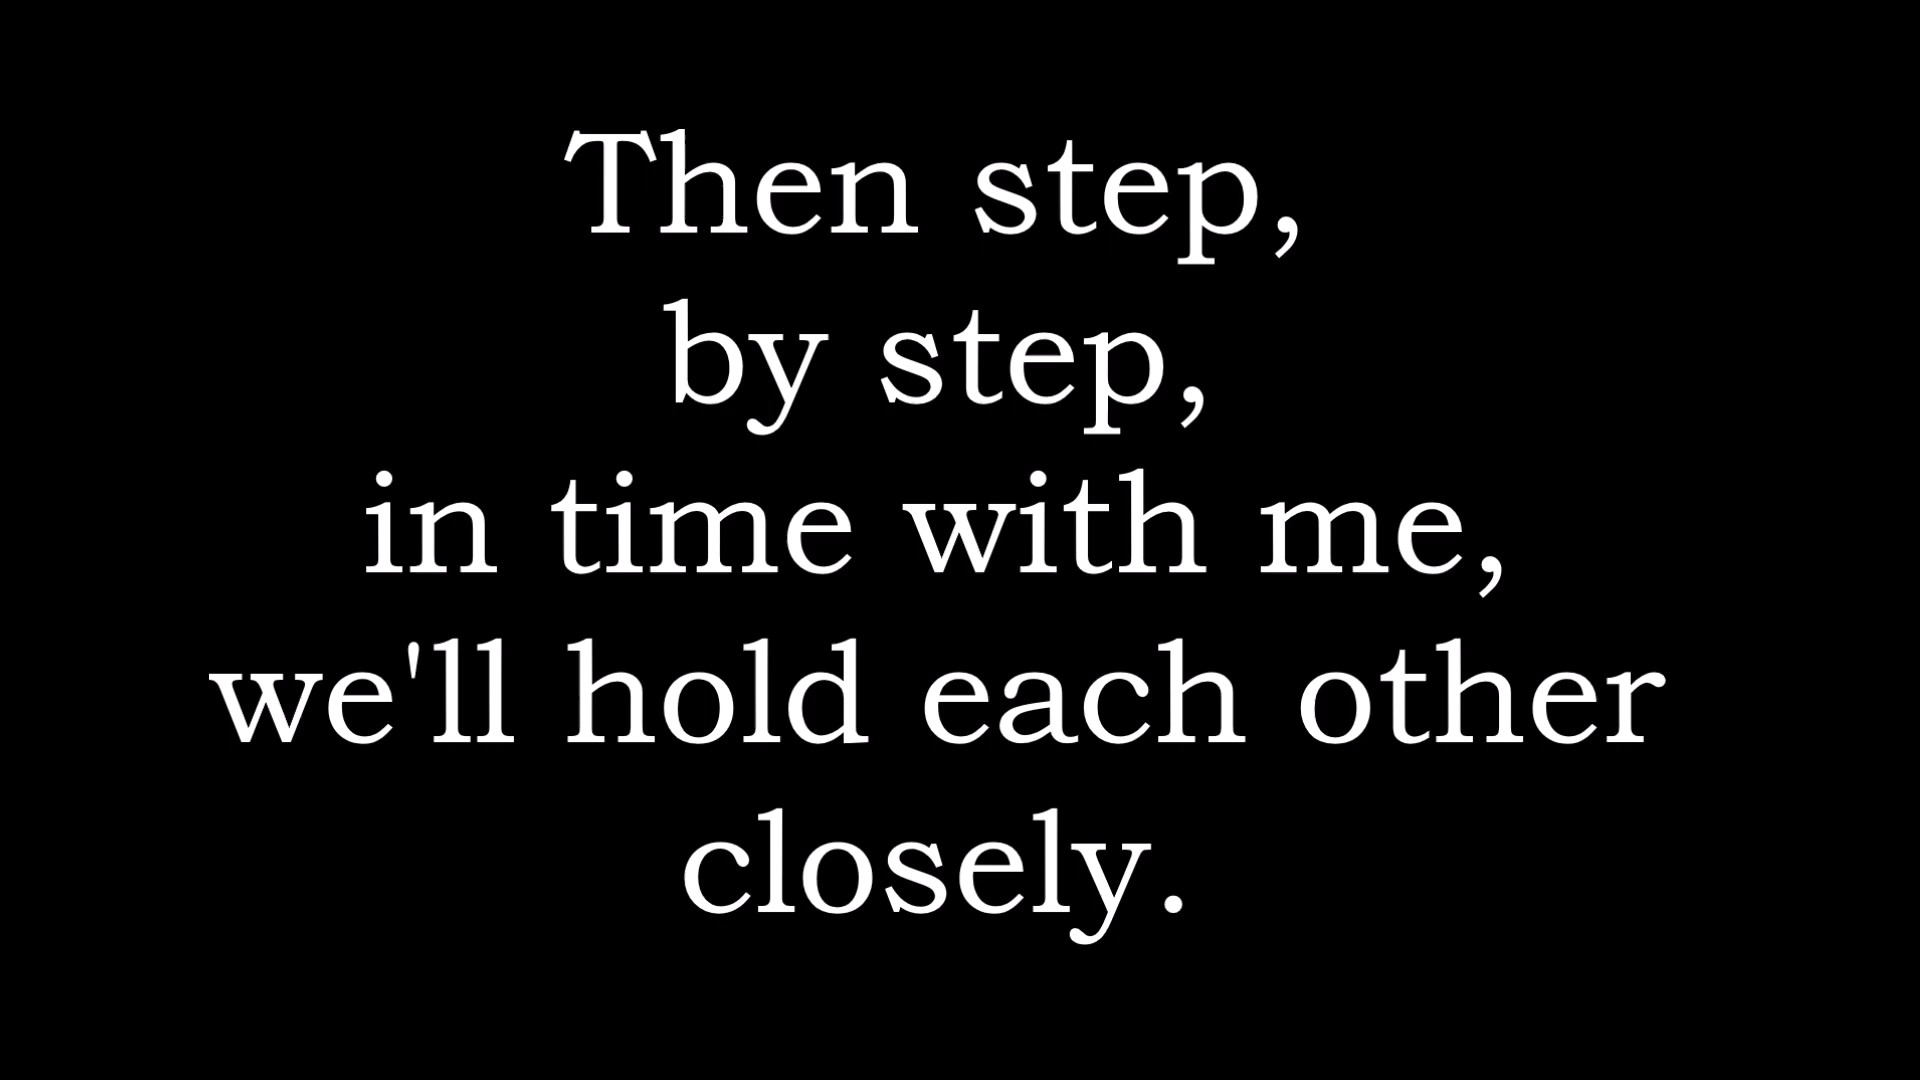 Then step,
by step,
in time with me,
we'll hold each other
closely.